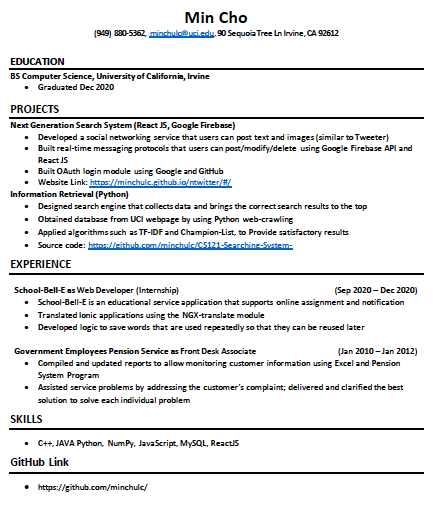 Min Cho
(949) 880-5362, minchulc@uci.edu, 90 Sequoia Tree Ln Irvine, CA 92612
EDUCATION
BS Computer Science, University of California, Irvine
• Graduated Dec 2020
PROJECTS
Next Generation Search System (React JS, Google Firebase)
• Developed a social networking service that users can post text and images (similar to Tweeter)
• Built real-time messaging protocols that users can post/modify/delete using Google Firebase API and
React JS
• Built OAuth login module using Google and GitHub
• Website Link: https://minchulc.github.io/ntwitter/#/
Information Retrieval (Python)
• Designed search engine that collects data and brings the correct search results to the top
• Obtained database from UCI webpage by using Python web-crawling
• Applied algorithms such as TF-IDF and Champion-List, to Provide satisfactory results
• Source code: https://github.com/minchulc/CS121-Searching-System-
EXPERIENCE
School-Bell-E as Web Developer (Internship) (Sep 2020 – Dec 2020)
• School-Bell-E is an educational service application that supports online assignment and notification
• Translated Ionic applications using the NGX-translate module
• Developed logic to save words that are used repeatedly so that they can be reused later
Government Employees Pension Service as Front Desk Associate (Jan 2010 – Jan 2012)
• Compiled and updated reports to allow monitoring customer information using Excel and Pension
System Program
• Assisted service problems by addressing the customer's complaint; delivered and clarified the best
solution to solve each individual problem
SKILLS
• C++, JAVA Python, NumPy, JavaScript, MySQL, ReactJS
GitHub Link
• https://github.com/minchulc/